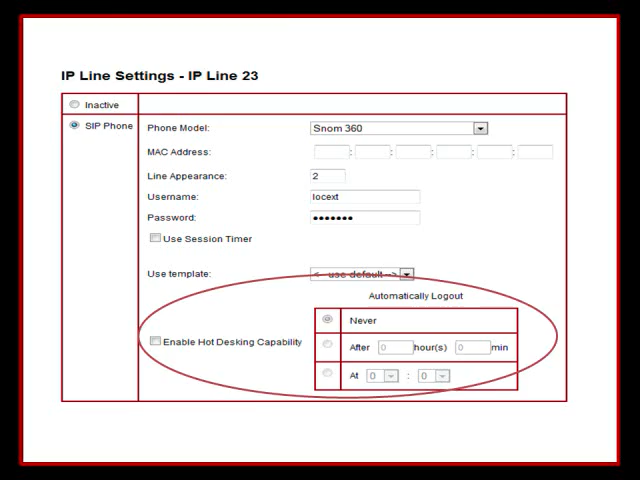 IP Line Settings - IP Line 23
Inactive
SIP Phone
Phone Model: Snom 360
MAC Address: : : : : :
Line Appearance: 2
Username: locext
Password: •••••••
Use Session Timer
Use template: <-- use default -->
Automatically Logout
Enable Hot Desking Capability
Never
After 0 hour(s) 0 min
At 0 : 0